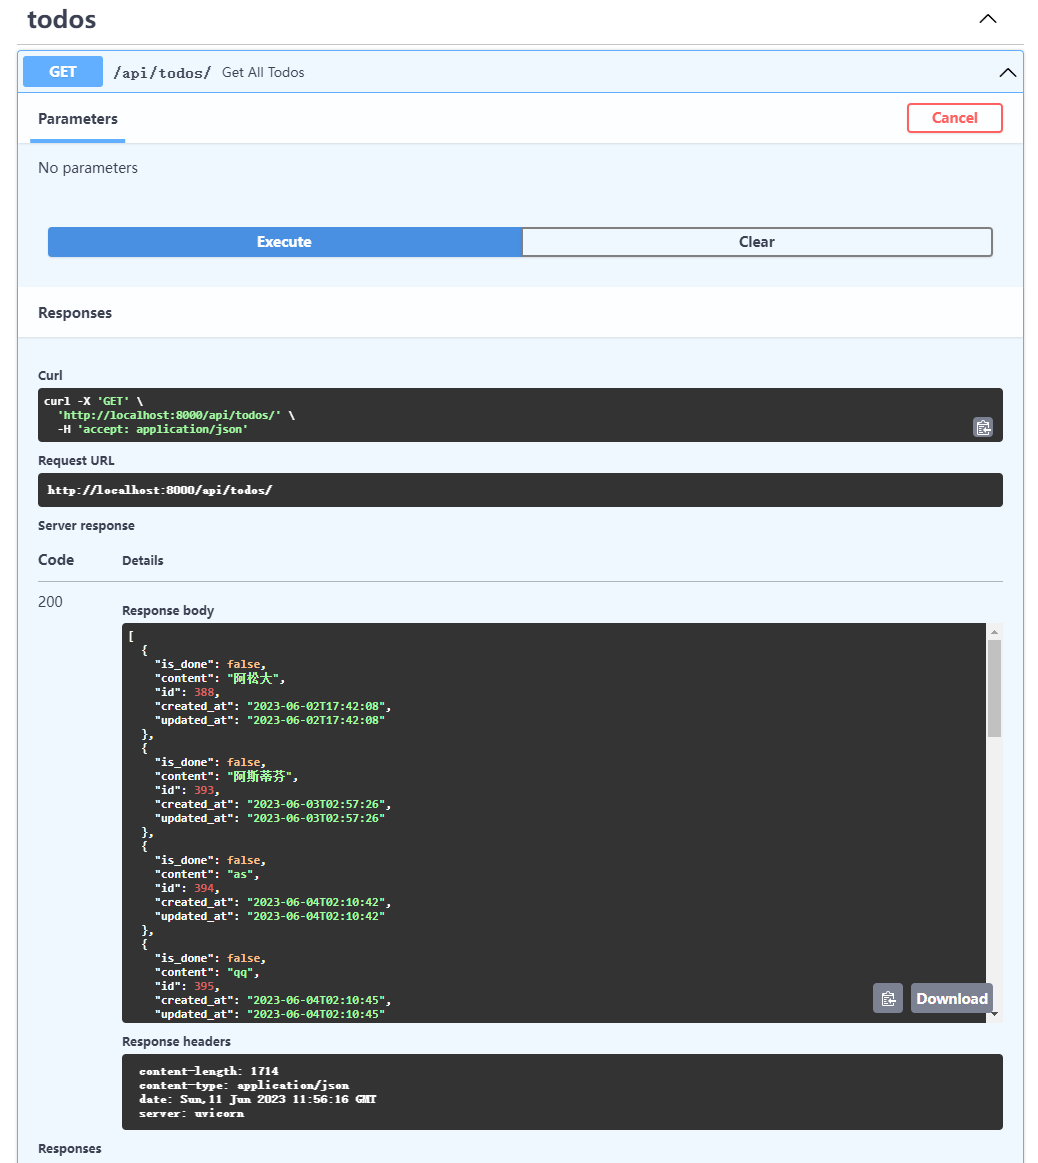 todos
GET /api/todos/ Get All Todos
Parameters
Cancel
No parameters
Execute
Clear
Responses
Curl
curl -X 'GET' \
'http://localhost:8000/api/todos/' \
-H 'accept: application/json'
Request URL
http://localhost:8000/api/todos/
Server response
Code Details
200
Response body
[
{
"is_done": false,
"content": "阿松大",
"id": 388,
"created_at": "2023-06-02T17:42:08",
"updated_at": "2023-06-02T17:42:08"
},
{
"is_done": false,
"content": "阿斯蒂芬",
"id": 393,
"created_at": "2023-06-03T02:57:26",
"updated_at": "2023-06-03T02:57:26"
},
{
"is_done": false,
"content": "as",
"id": 394,
"created_at": "2023-06-04T02:10:42",
"updated_at": "2023-06-04T02:10:42"
},
{
"is_done": false,
"content": "qq",
"id": 395,
"created_at": "2023-06-04T02:10:45",
"updated_at": "2023-06-04T02:10:45"
Download
Response headers
content-length: 1714
content-type: application/json
date: Sun,11 Jun 2023 11:56:16 GMT
server: uvicorn
Responses